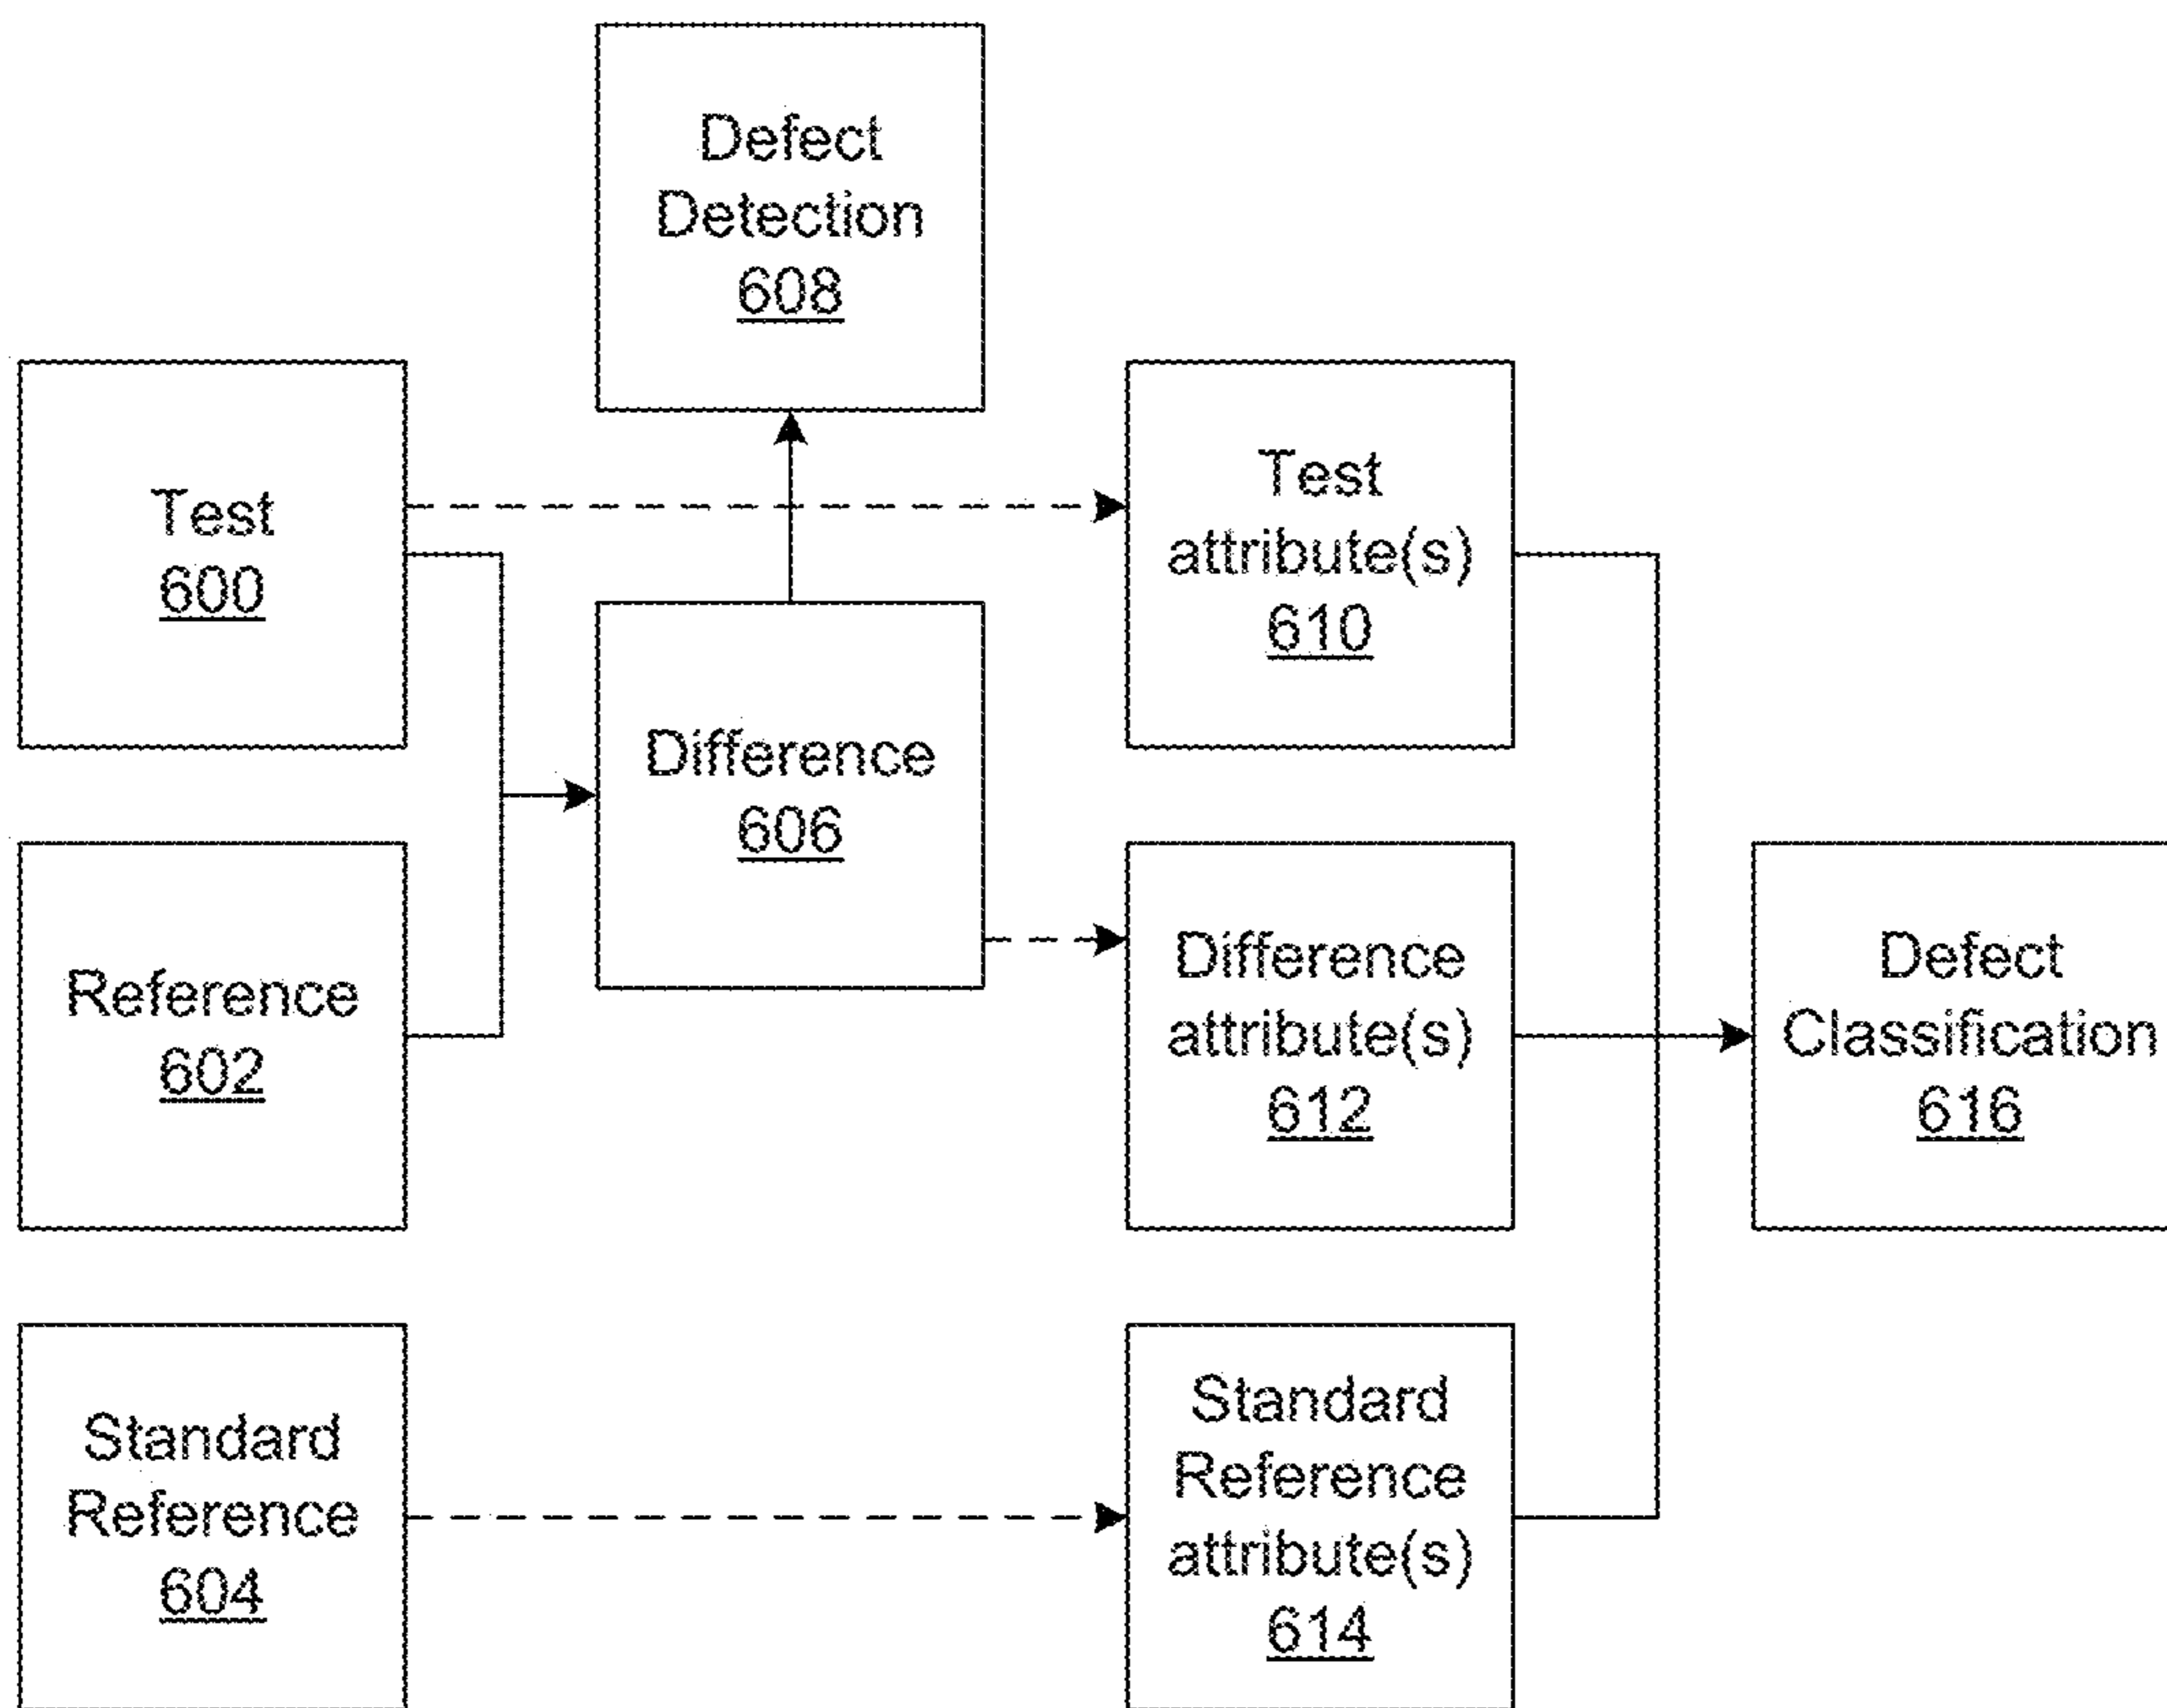 Defect
Detection
608
Test
600
Test
attribute(s)
610
Difference
606
Reference
602
Difference
attribute(s)
612
Defect
Classification
616
Standard
Reference
604
Standard
Reference
attribute(s)
614